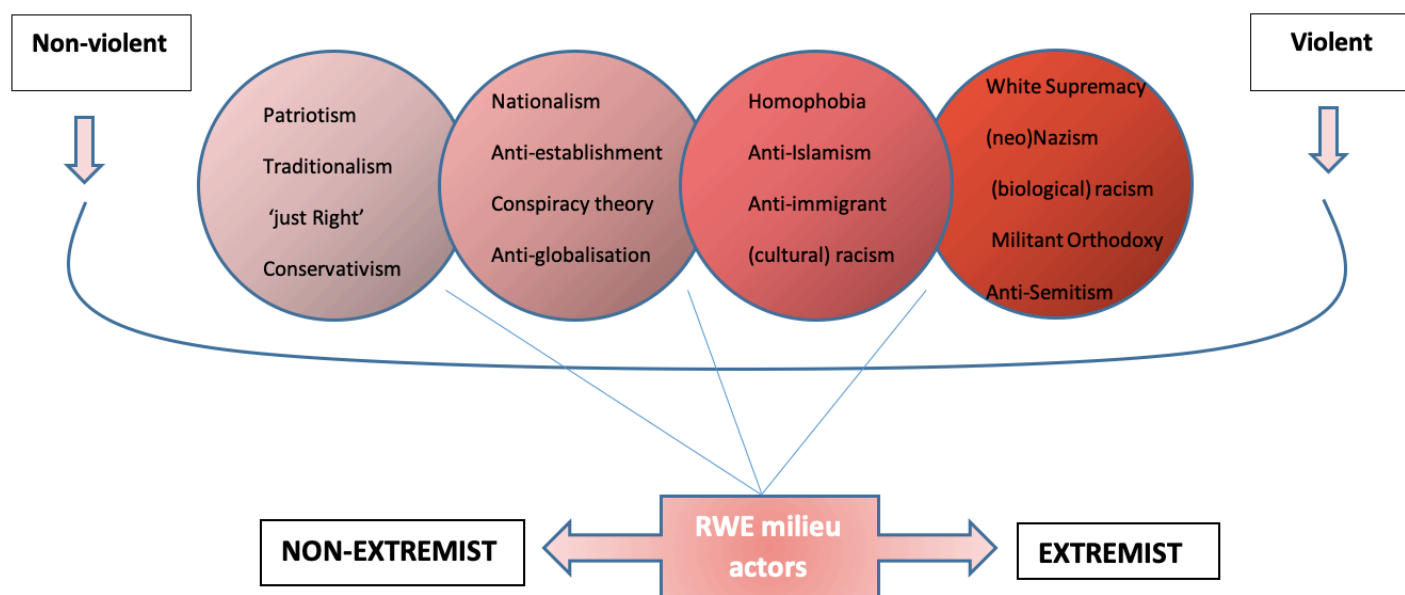 Non-violent
Violent
Patriotism
Traditionalism
‘just Right’
Conservativism
Nationalism
Anti-establishment
Conspiracy theory
Anti-globalisation
Homophobia
Anti-Islamism
Anti-immigrant
(cultural) racism
White Supremacy
(neo)Nazism
(biological) racism
Militant Orthodoxy
Anti-Semitism
NON-EXTREMIST
RWE milieu
actors
EXTREMIST